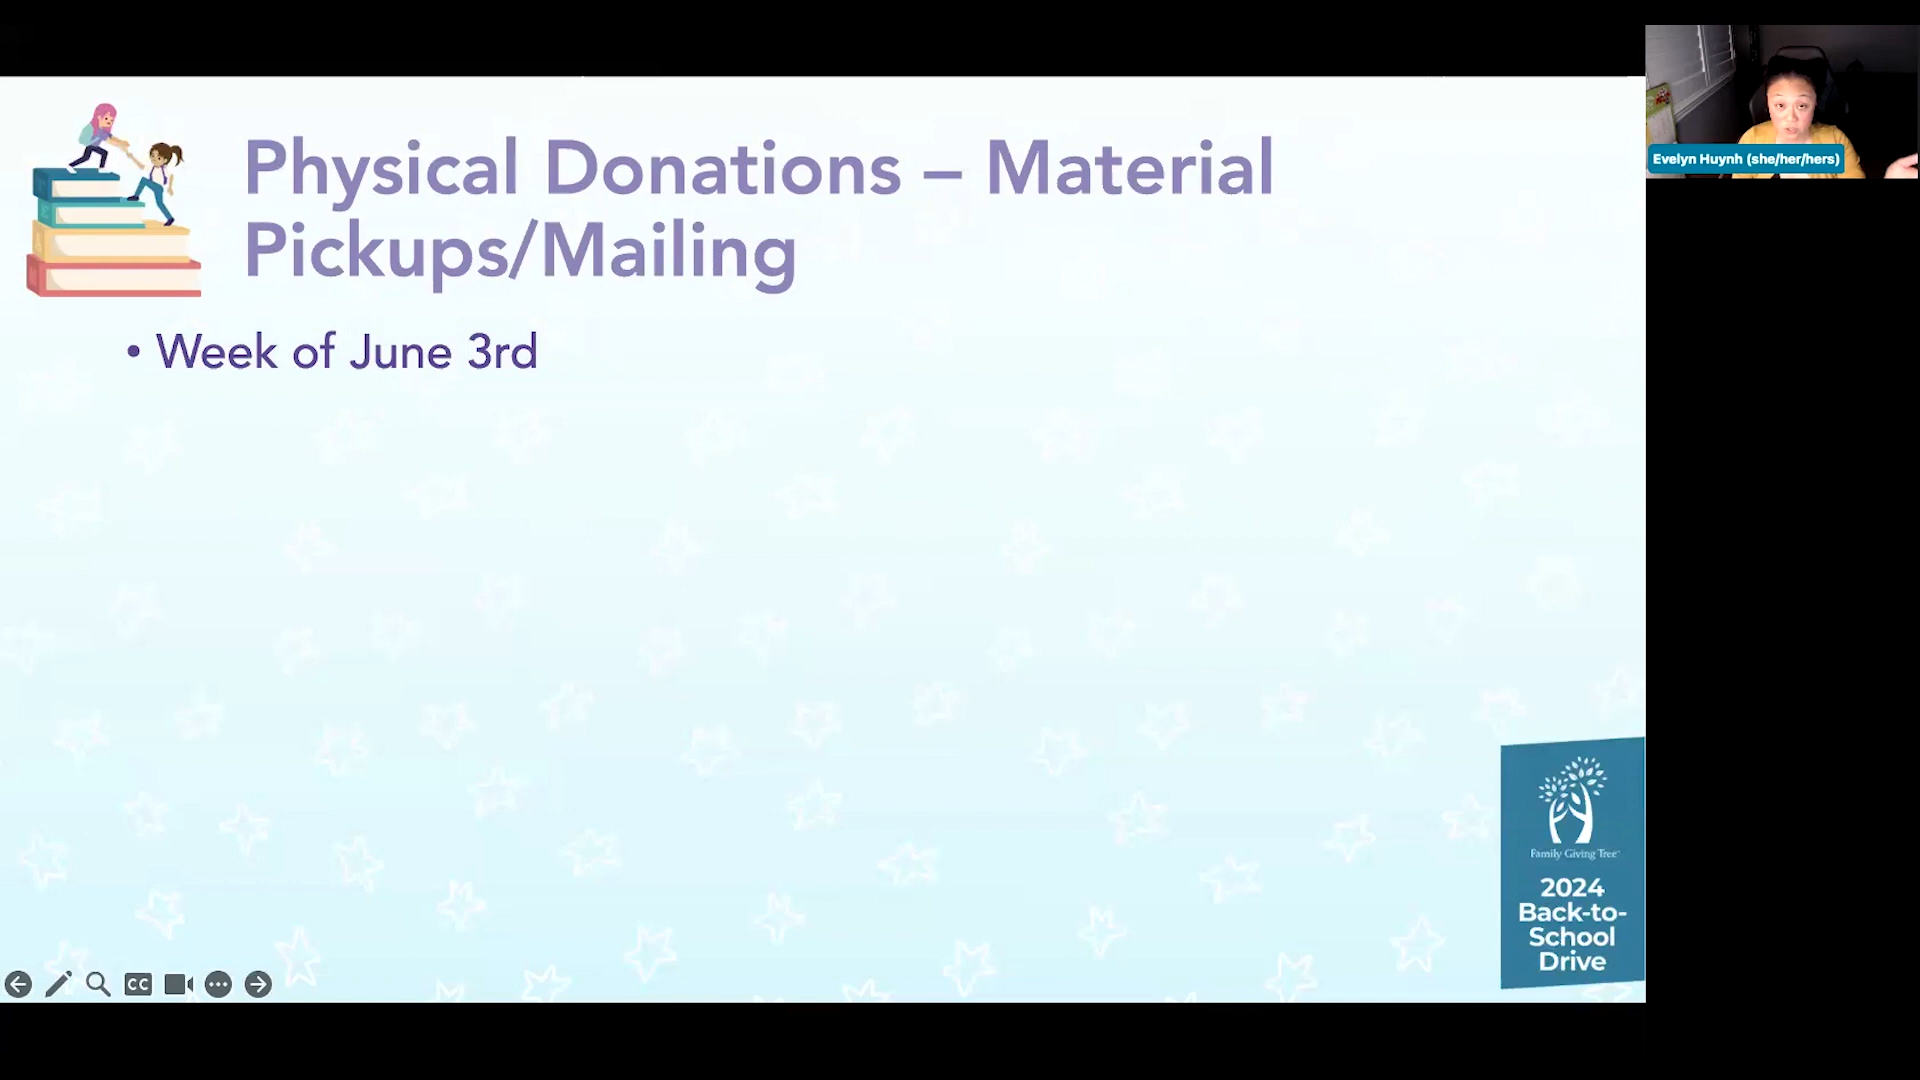 Physical Donations – Material
Pickups/Mailing
• Week of June 3rd
Evelyn Huynh (she/her/hers)
Family Giving Tree
2024
Back-to-
School
Drive
CC